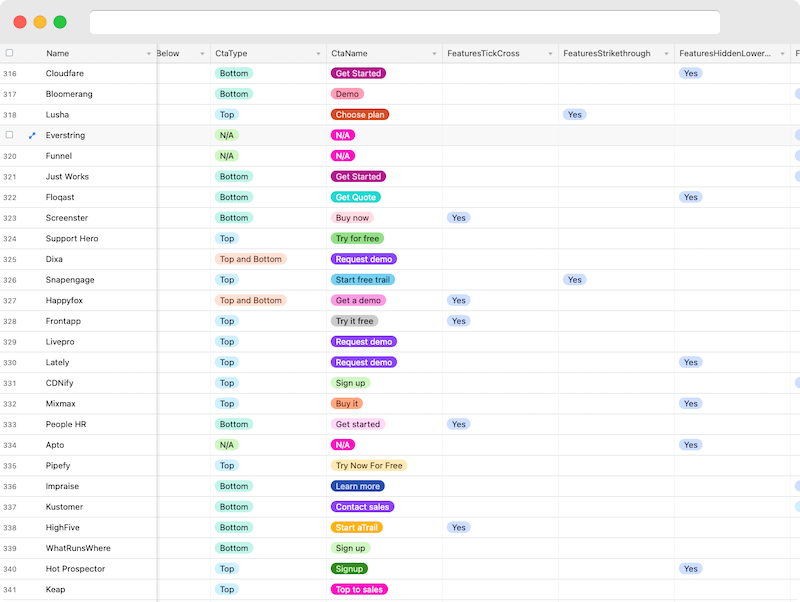 Name Below CtaType CtaName FeaturesTickCross FeaturesStrikethrough FeaturesHiddenLower... F
316 Cloudfare Bottom Get Started Yes
317 Bloomerang Bottom Demo
318 Lusha Top Choose plan Yes
Everstring N/A N/A
320 Funnel N/A N/A
321 Just Works Bottom Get Started
322 Floqast Bottom Get Quote Yes
323 Screenster Bottom Buy now Yes
324 Support Hero Top Try for free
325 Dixa Top and Bottom Request demo
326 Snapengage Top Start free trail Yes
327 Happyfox Top and Bottom Get a demo Yes
328 Frontapp Top Try it free Yes
329 Livepro Top Request demo
330 Lately Top Request demo Yes
331 CDNify Top Sign up
332 Mixmax Top Buy it Yes
333 People HR Bottom Get started Yes
334 Apto N/A N/A Yes
335 Pipefy Top Try Now For Free
336 Impraise Bottom Learn more
337 Kustomer Bottom Contact sales
338 HighFive Bottom Start aTrail Yes
339 WhatRunsWhere Bottom Sign up
340 Hot Prospector Top Signup Yes
341 Keap Top Top to sales